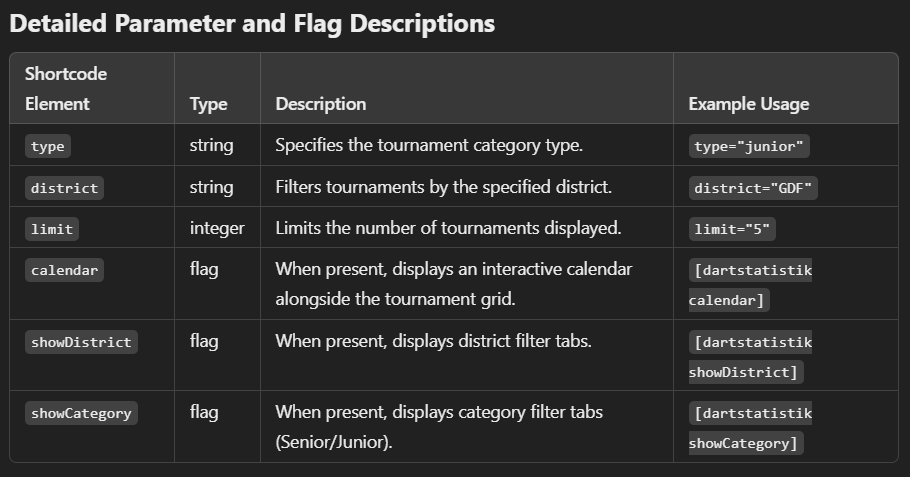 Detailed Parameter and Flag Descriptions
Shortcode
Element Type Description Example Usage
type string Specifies the tournament category type. type="junior"
district string Filters tournaments by the specified district. district="GDF"
limit integer Limits the number of tournaments displayed. limit="5"
calendar flag When present, displays an interactive calendar [dartstatistik
alongside the tournament grid. calendar]
showDistrict flag When present, displays district filter tabs. [dartstatistik
showDistrict]
showCategory flag When present, displays category filter tabs [dartstatistik
(Senior/Junior). showCategory]